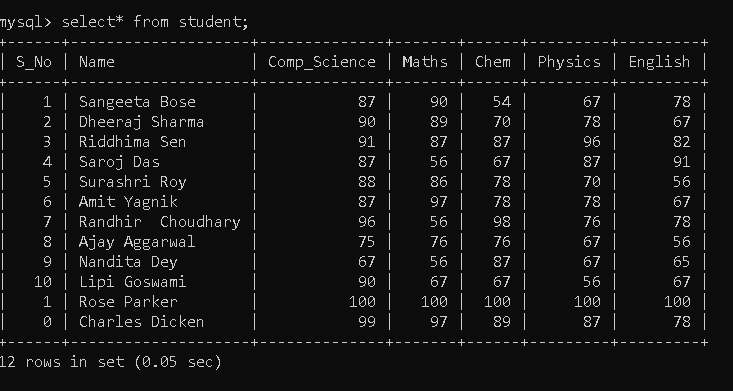 mysql> select* from student;
+------+-------------------+--------------+-------+------+---------+---------+
| S_No | Name              | Comp_Science | Maths | Chem | Physics | English |
+------+-------------------+--------------+-------+------+---------+---------+
|    1 | Sangeeta Bose     |           87 |    90 |   54 |      67 |      78 |
|    2 | Dheeraj Sharma    |           90 |    89 |   70 |      78 |      67 |
|    3 | Riddhima Sen      |           91 |    87 |   87 |      96 |      82 |
|    4 | Saroj Das         |           87 |    56 |   67 |      87 |      91 |
|    5 | Surashri Roy      |           88 |    86 |   78 |      70 |      56 |
|    6 | Amit Yagnik       |           87 |    97 |   78 |      78 |      67 |
|    7 | Randhir  Choudhary |           96 |    56 |   98 |      76 |      78 |
|    8 | Ajay Aggarwal     |           75 |    76 |   76 |      67 |      56 |
|    9 | Nandita Dey       |           67 |    56 |   87 |      67 |      65 |
|   10 | Lipi Goswami      |           90 |    67 |   67 |      56 |      67 |
|    1 | Rose Parker       |          100 |   100 |  100 |     100 |     100 |
|    0 | Charles Dicken    |           99 |    97 |   89 |      87 |      78 |
+------+-------------------+--------------+-------+------+---------+---------+
12 rows in set (0.05 sec)